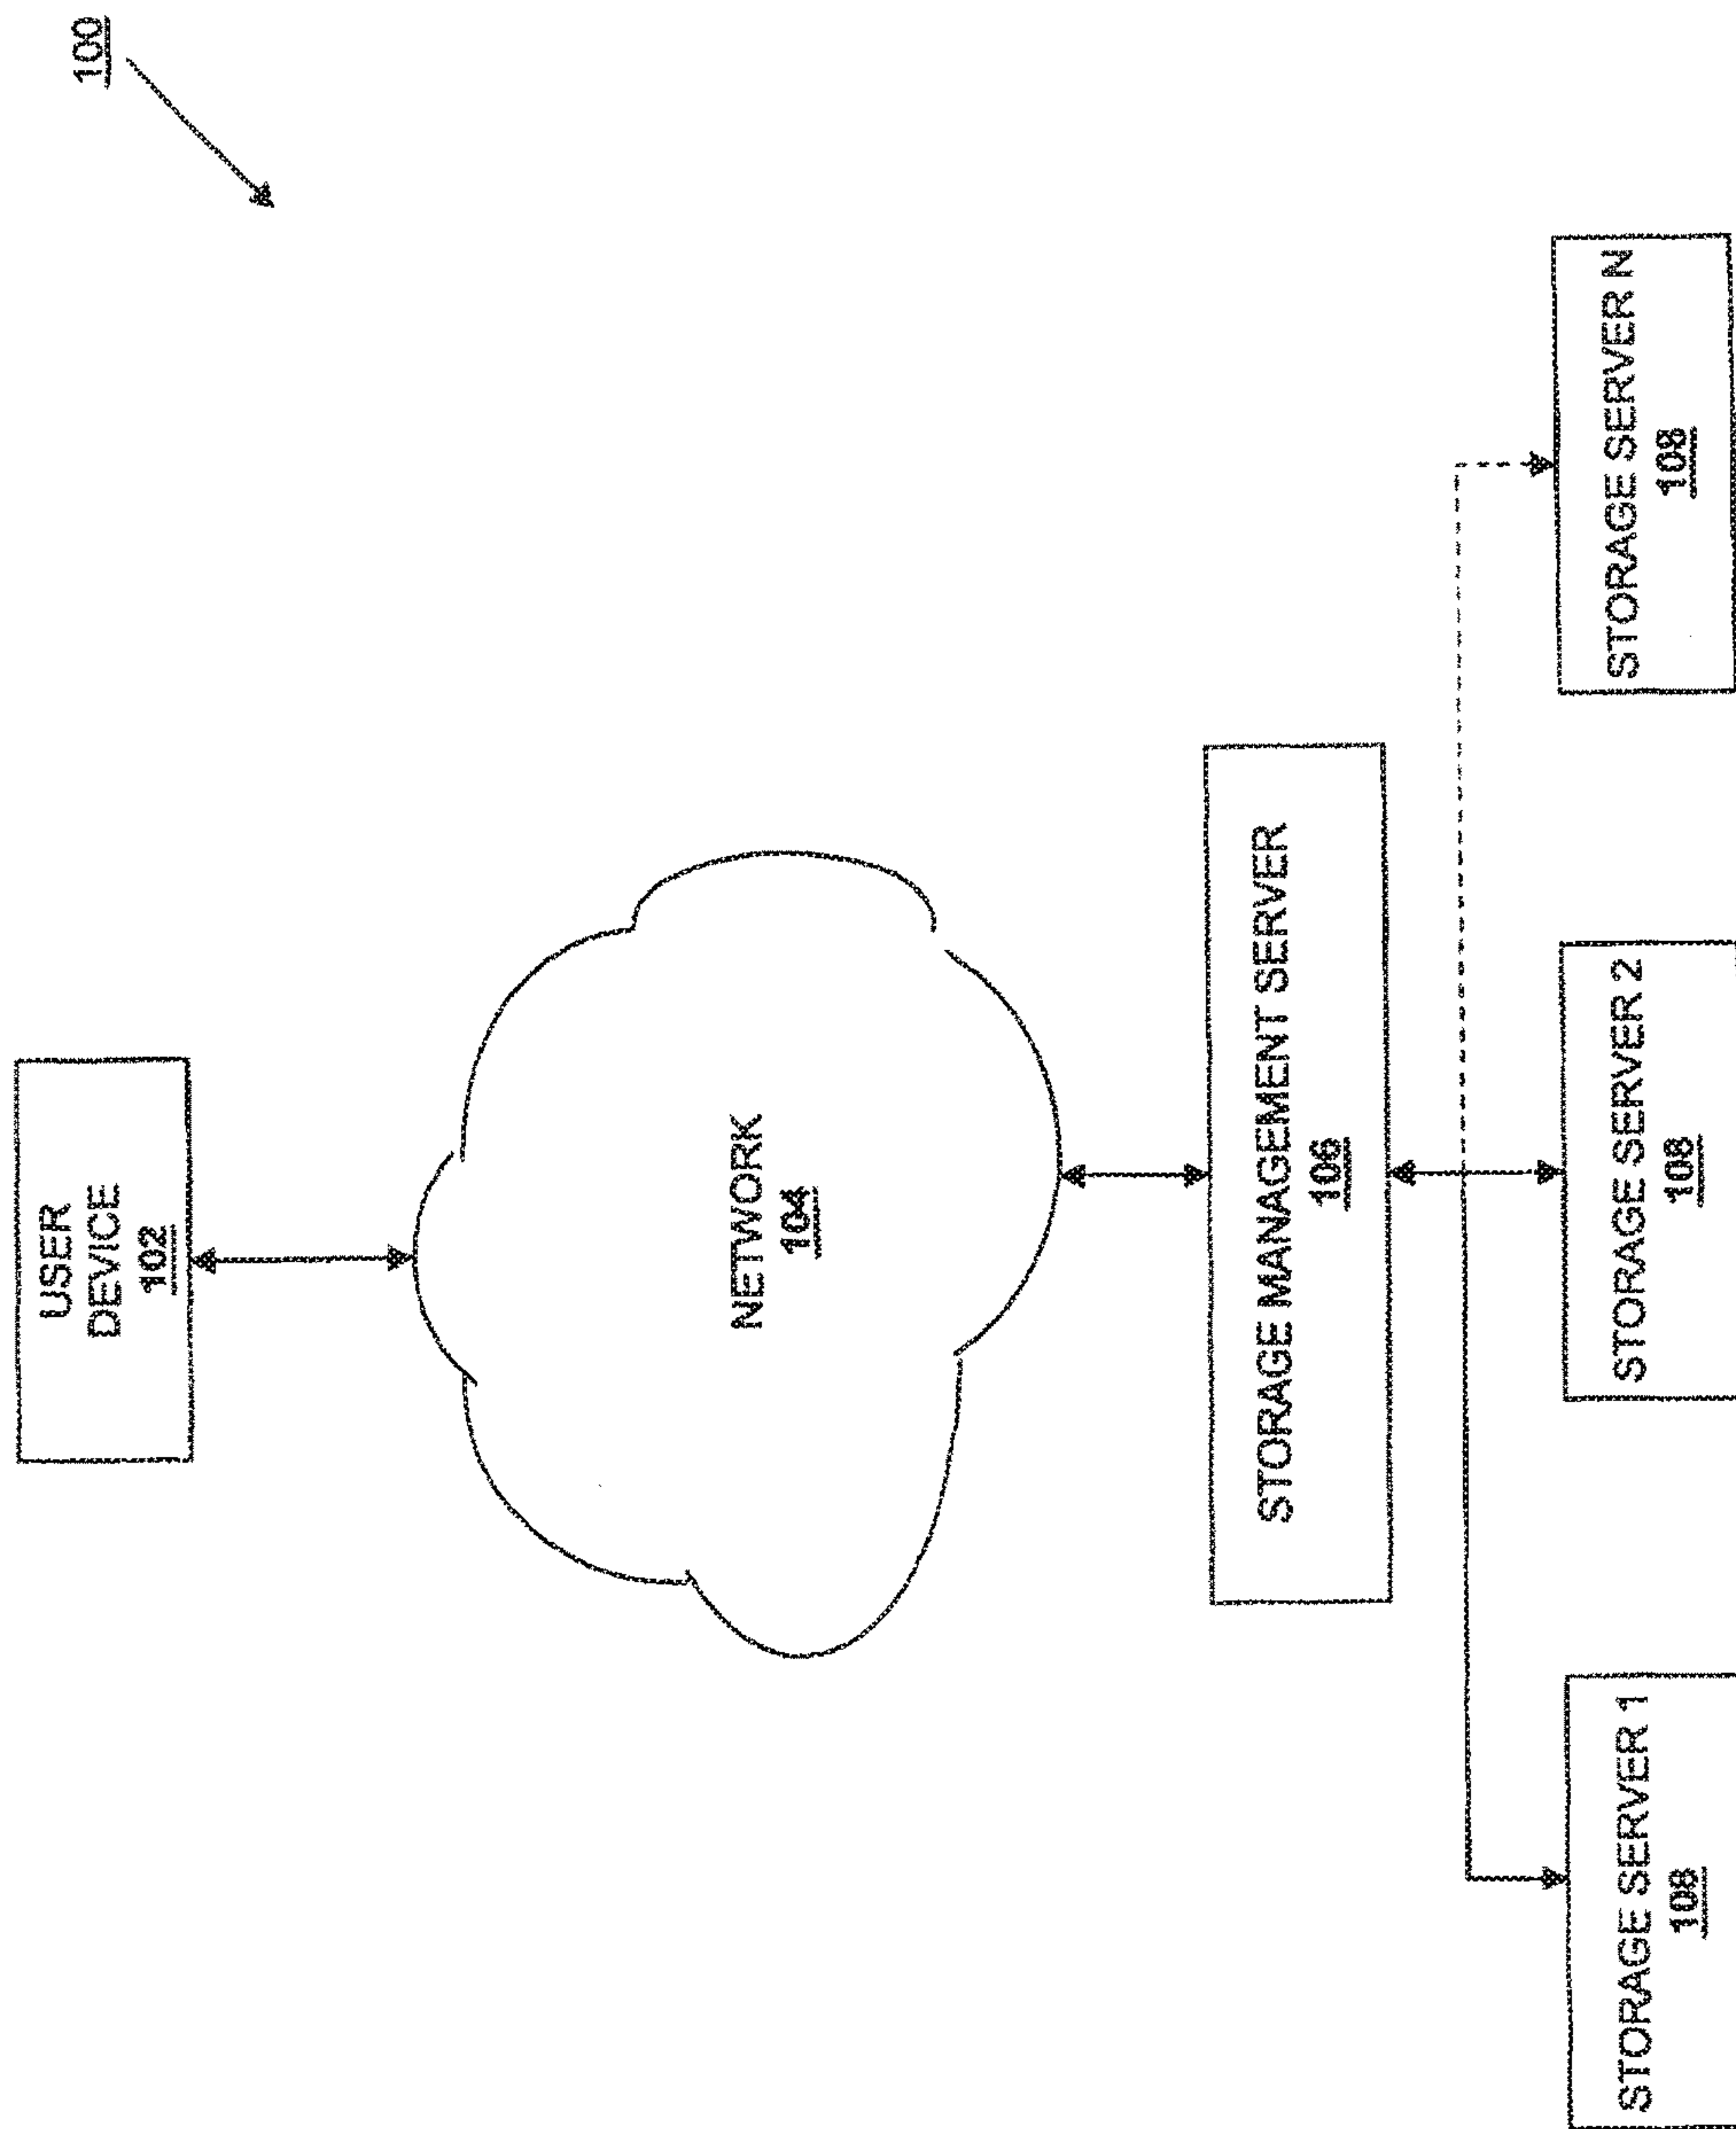 100
USER
DEVICE
102
NETWORK
104
STORAGE MANAGEMENT SERVER
106
STORAGE SERVER 1
108
STORAGE SERVER 2
108
STORAGE SERVER N
108